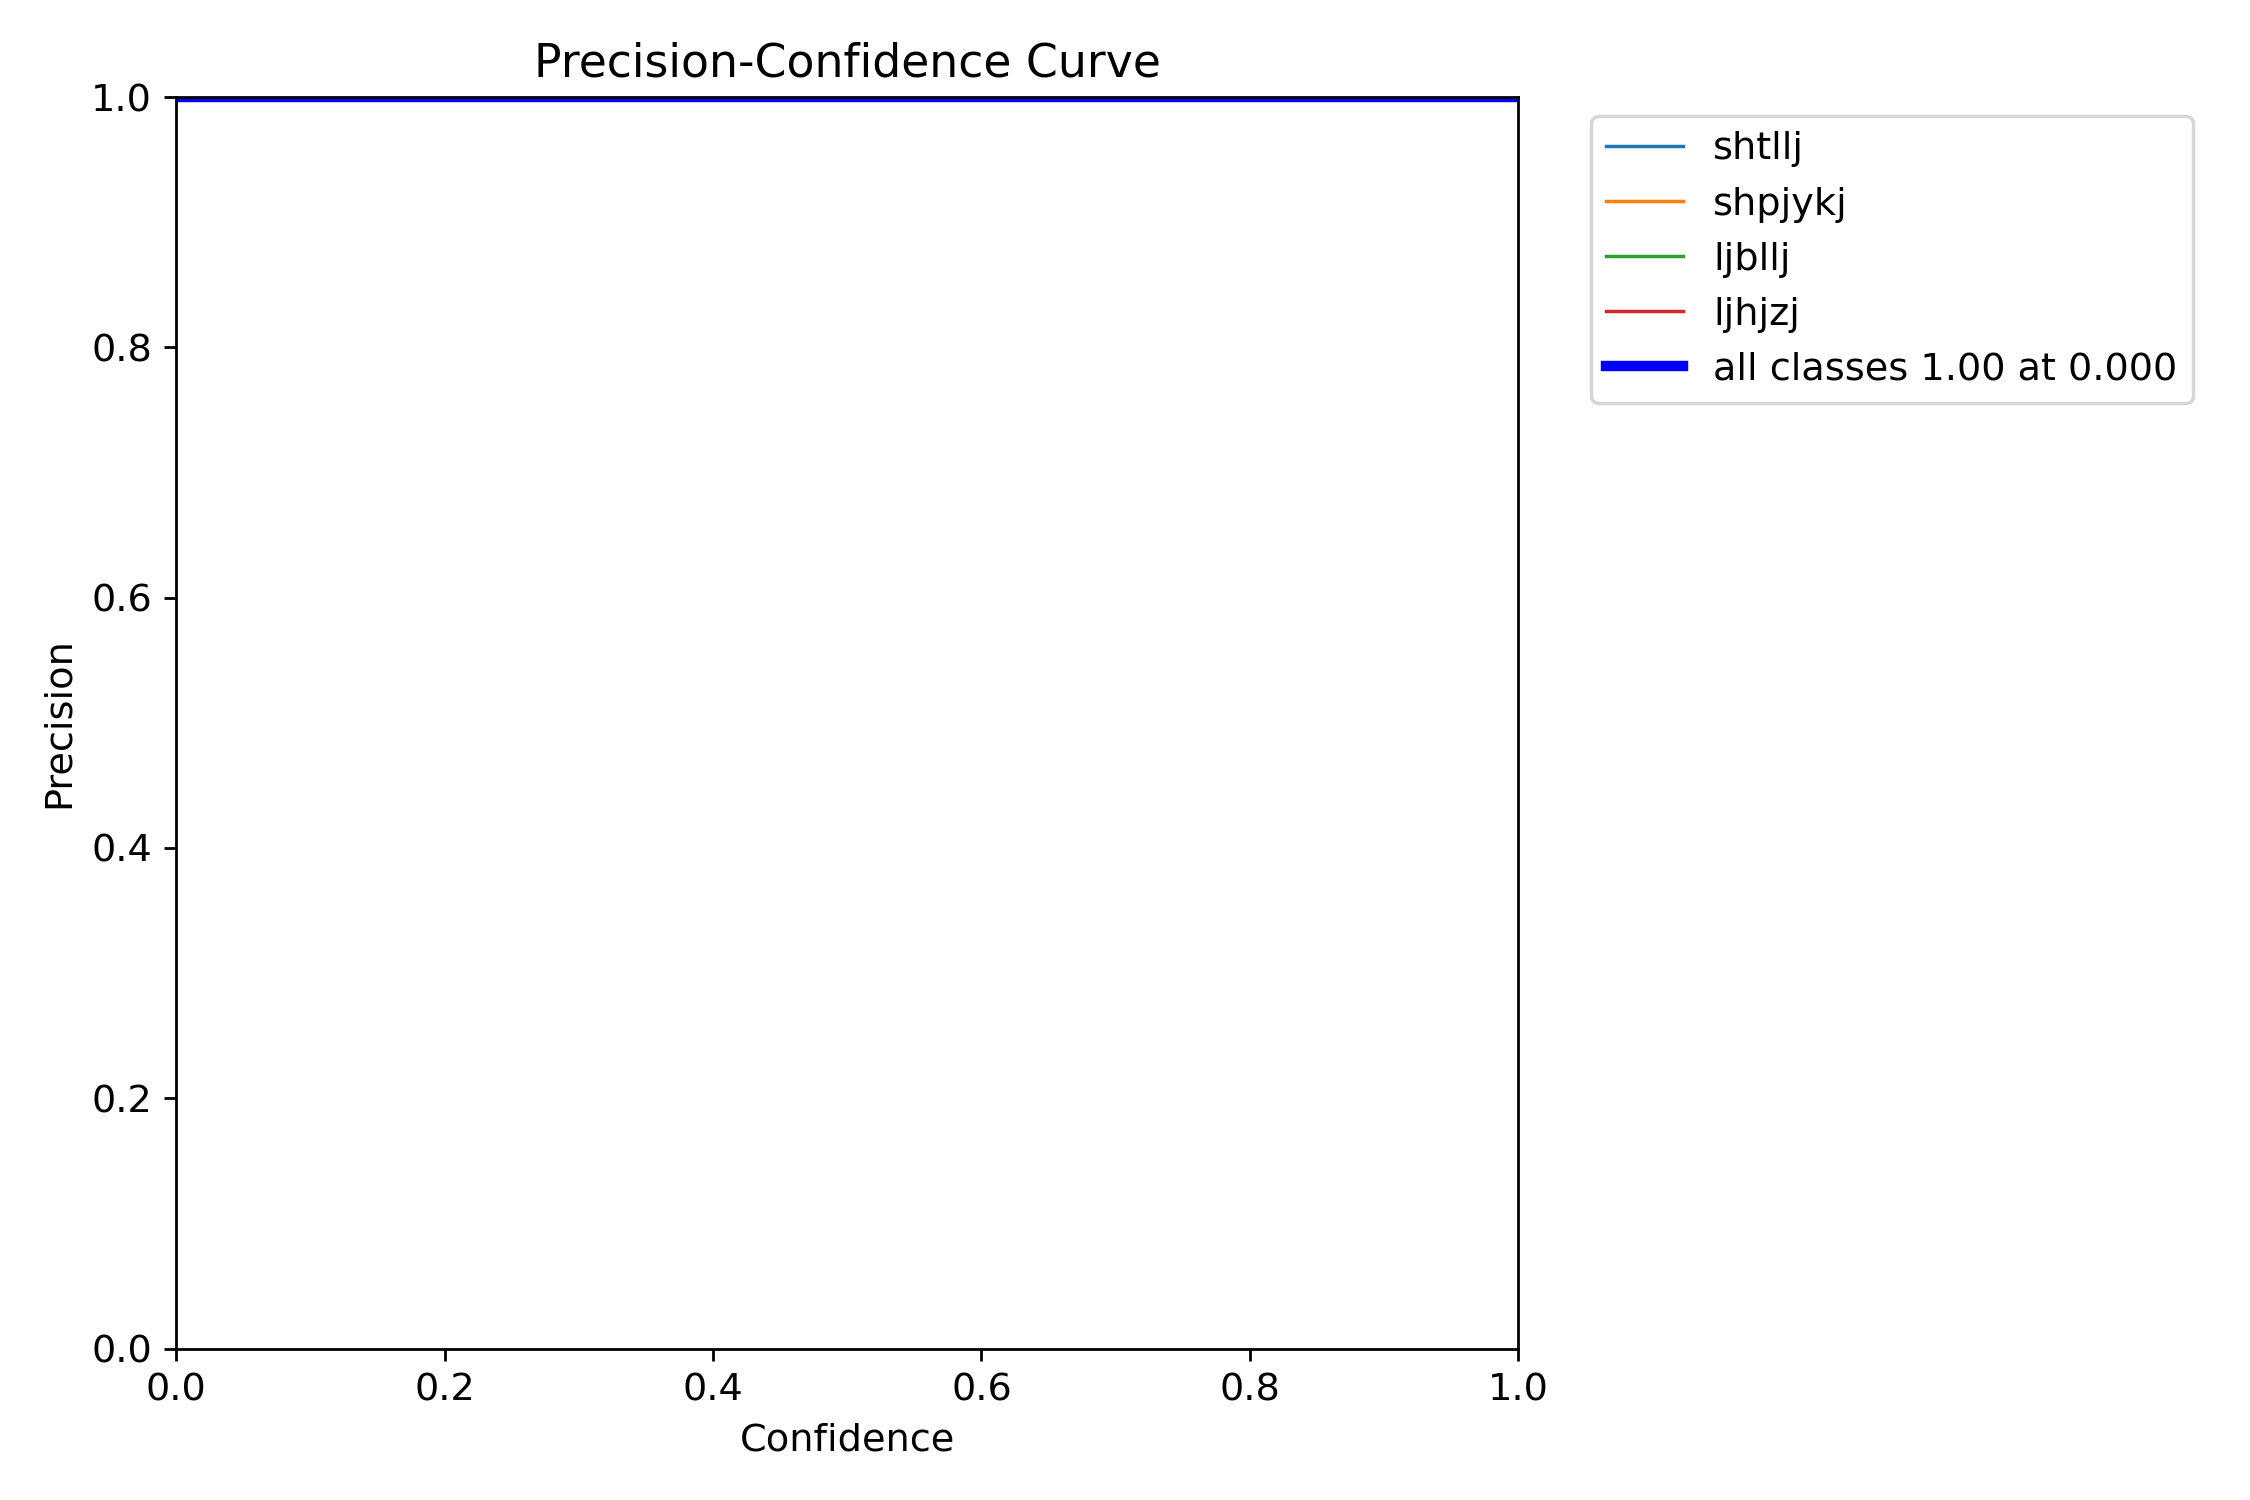 Precision-Confidence Curve
1.0
0.8
0.6
0.4
0.2
0.0
Precision
0.0 0.2 0.4 0.6 0.8 1.0
Confidence
shtllj
shpjykj
ljbllj
ljhjzj
all classes 1.00 at 0.000